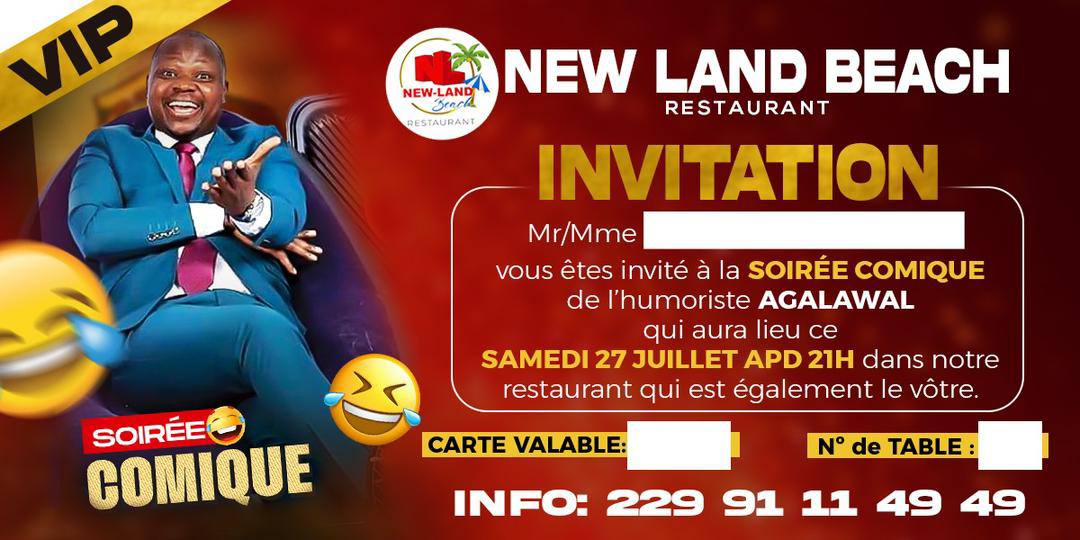 VIP
NL
NEW-LAND
Beach
RESTAURANT
NEW LAND BEACH
RESTAURANT
INVITATION
Mr/Mme
vous êtes invité à la SOIRÉE COMIQUE
de l'humoriste AGALAWAL
qui aura lieu ce
SAMEDI 27 JUILLET APD 21H dans notre
restaurant qui est également le vôtre.
SOIRÉE
COMIQUE
CARTE VALABLE:
N° de TABLE :
INFO: 229 91 11 49 49